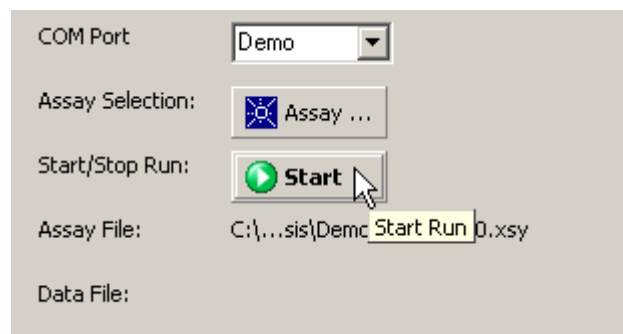 COM Port Demo
Assay Selection: Assay ...
Start/Stop Run: Start
Assay File: C:\...sis\Demo 0.xsy
Start Run
Data File: